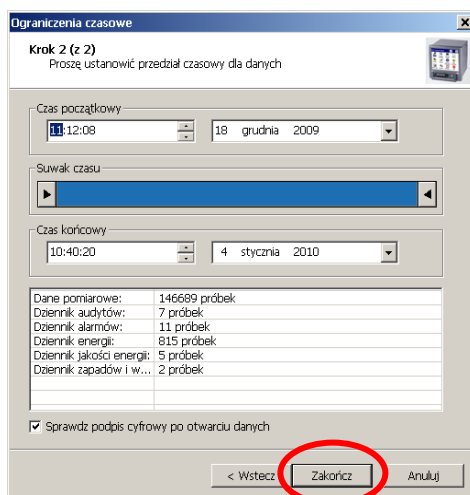 Ograniczenia czasowe
Krok 2 (z 2)
Proszę ustanowić przedział czasowy dla danych
Czas początkowy
11:12:08 18 grudnia 2009
Suwak czasu
Czas końcowy
10:40:20 4 stycznia 2010
Dane pomiarowe: 146689 próbek
Dziennik audytów: 7 próbek
Dziennik alarmów: 11 próbek
Dziennik energii: 815 próbek
Dziennik jakości energii: 5 próbek
Dziennik zapadów i w... 2 próbek
Sprawdz podpis cyfrowy po otwarciu danych
< Wstecz Zakończ Anuluj